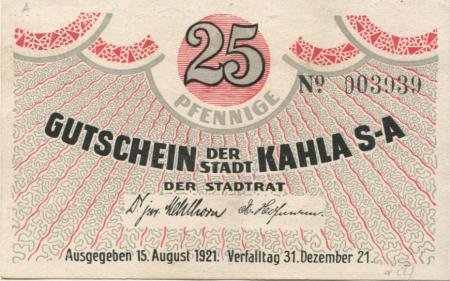 A
25
PFENNIGE
Nº 003939
GUTSCHEIN DER STADT KAHLA S-A
DER STADTRAT
Ausgegeben 15. August 1921. Verfalltag 31. Dezember 21.